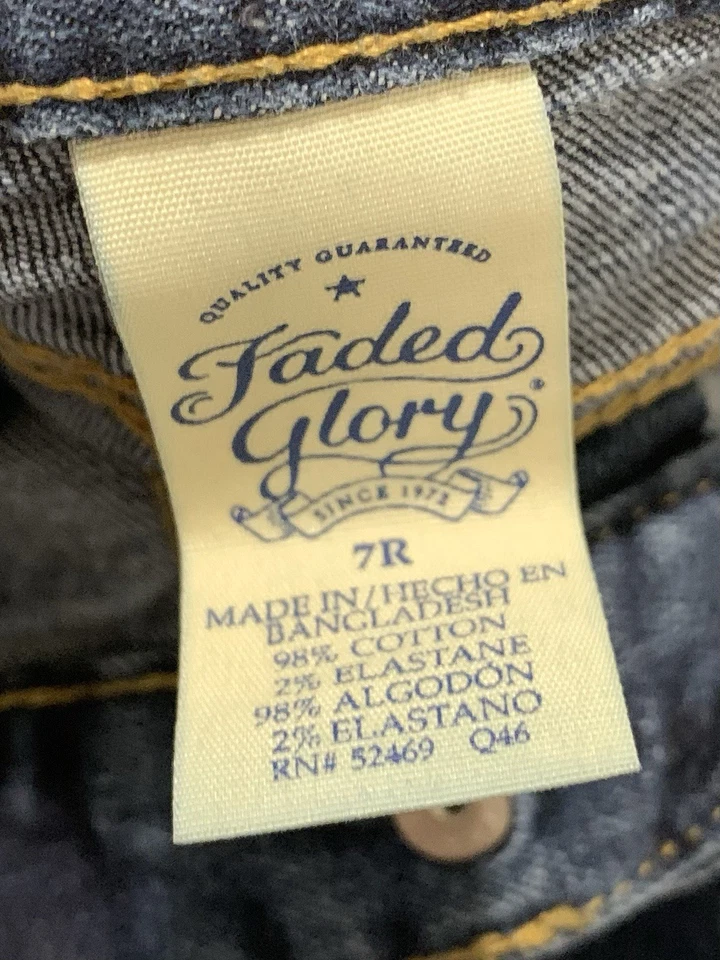 QUALITY GUARANTEED
Faded
Glory®
SINCE 1972
7R
MADE IN/HECHO EN
BANGLADESH
98% COTTON
2% ELASTANE
98% ALGODÓN
2% ELASTANO
RN# 52469 Q46